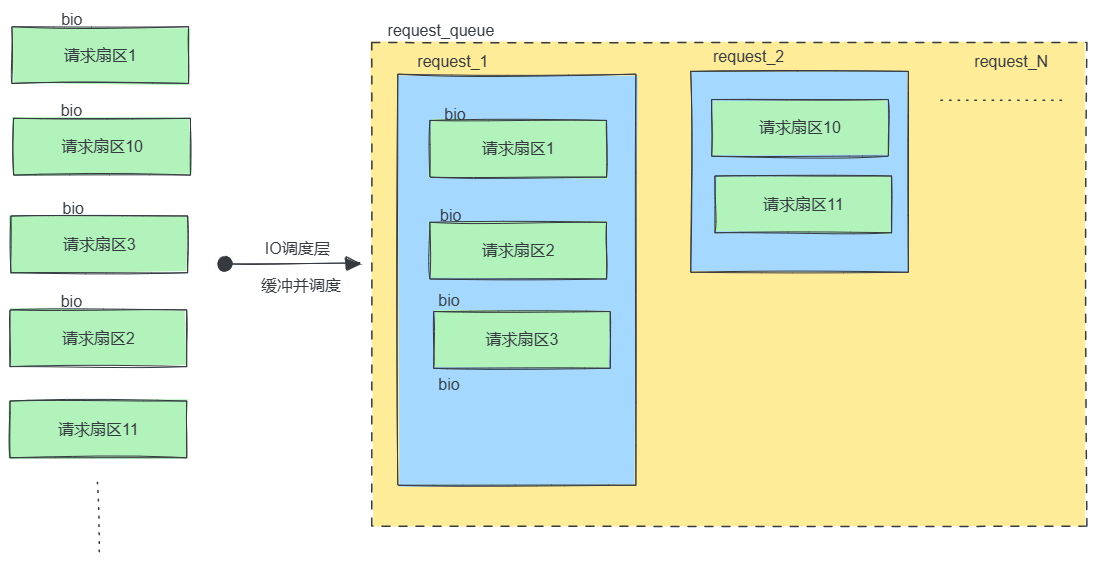 bio
请求扇区1
bio
请求扇区10
bio
请求扇区3
bio
请求扇区2
请求扇区11
IO调度层
缓冲并调度
request_queue
request_1
bio
请求扇区1
bio
请求扇区2
bio
请求扇区3
bio
request_2
请求扇区10
请求扇区11
request_N